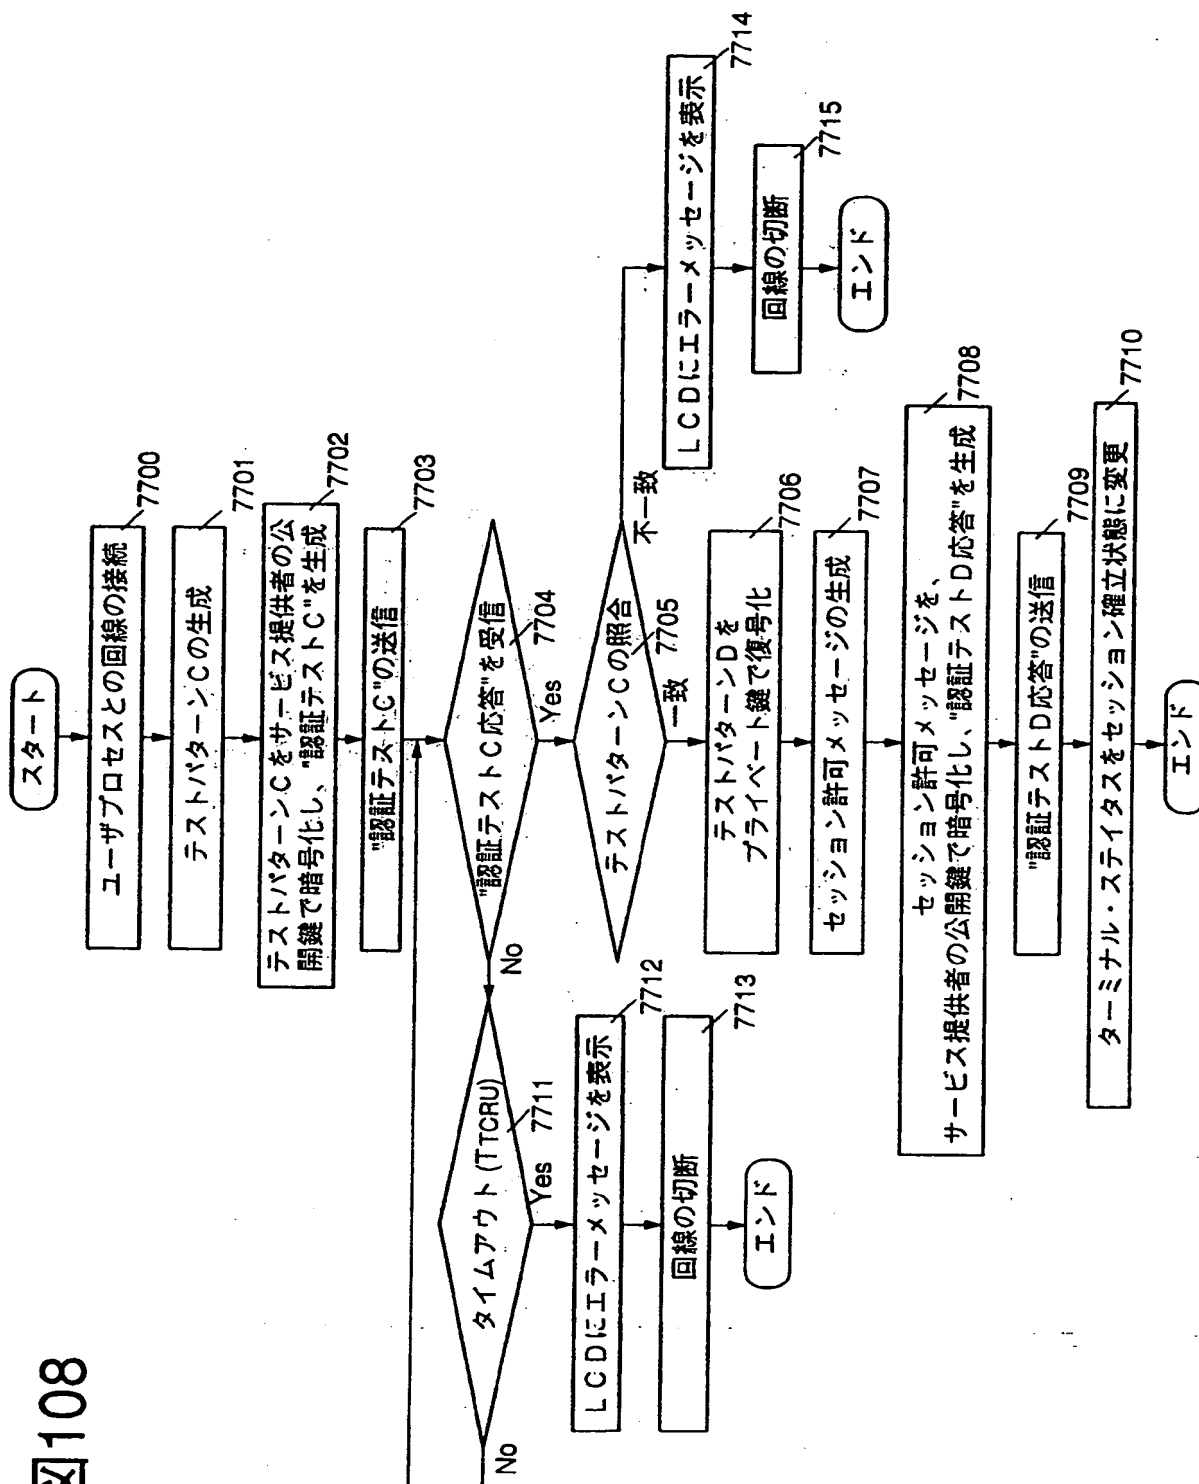 図108
スタート
ユーザプロセスとの回線の接続
7700
テストパターンCの生成
7701
テストパターンCをサービス提供者の公
開鍵で暗号化し、"認証テストC"を生成
7702
"認証テストC"の送信
7703
"認証テストC応答"を受信
7704
Yes
No
タイムアウト(TTCRU)
7711
Yes
No
LCDにエラーメッセージを表示
7712
回線の切断
7713
エンド
テストパターンCの照合
7705
一致
不一致
LCDにエラーメッセージを表示
7714
回線の切断
7715
エンド
テストパターンDを
プライベート鍵で復号化
7706
セッション許可メッセージの生成
7707
セッション許可メッセージを、
サービス提供者の公開鍵で暗号化し、"認証テストD応答"を生成
7708
"認証テストD応答"の送信
7709
ターミナル・ステイタスをセッション確立状態に変更
7710
エンド